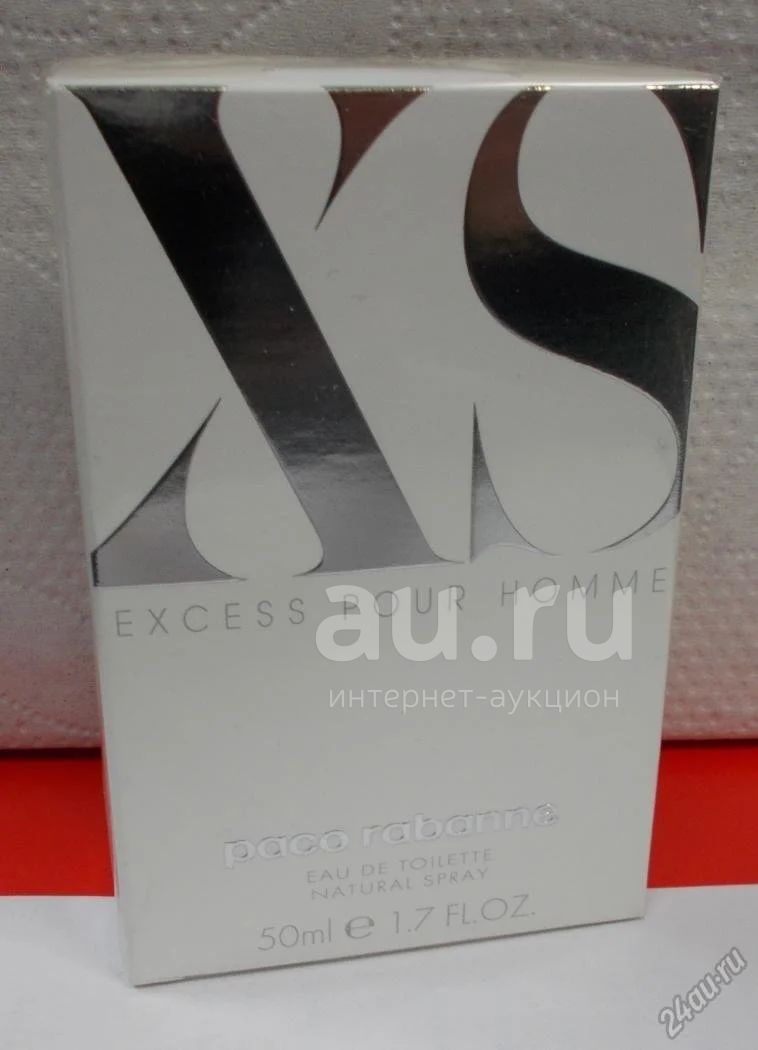 XS
EXCESS POUR HOMME
au.ru
интернет-аукцион
paco rabanne
EAU DE TOILETTE
NATURAL SPRAY
50ml e 1.7 FL.OZ.
24au.ru